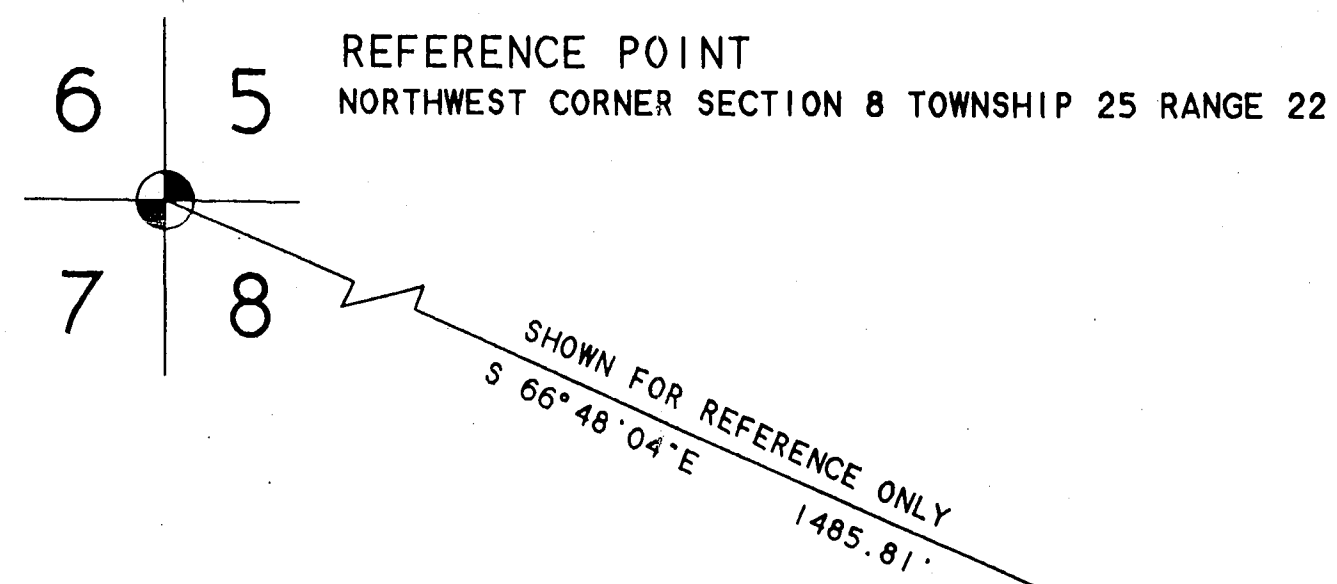 REFERENCE POINT
NORTHWEST CORNER SECTION 8 TOWNSHIP 25 RANGE 22
6 5
7 8
SHOWN FOR REFERENCE ONLY
S 66°48'04"E 1485.81'